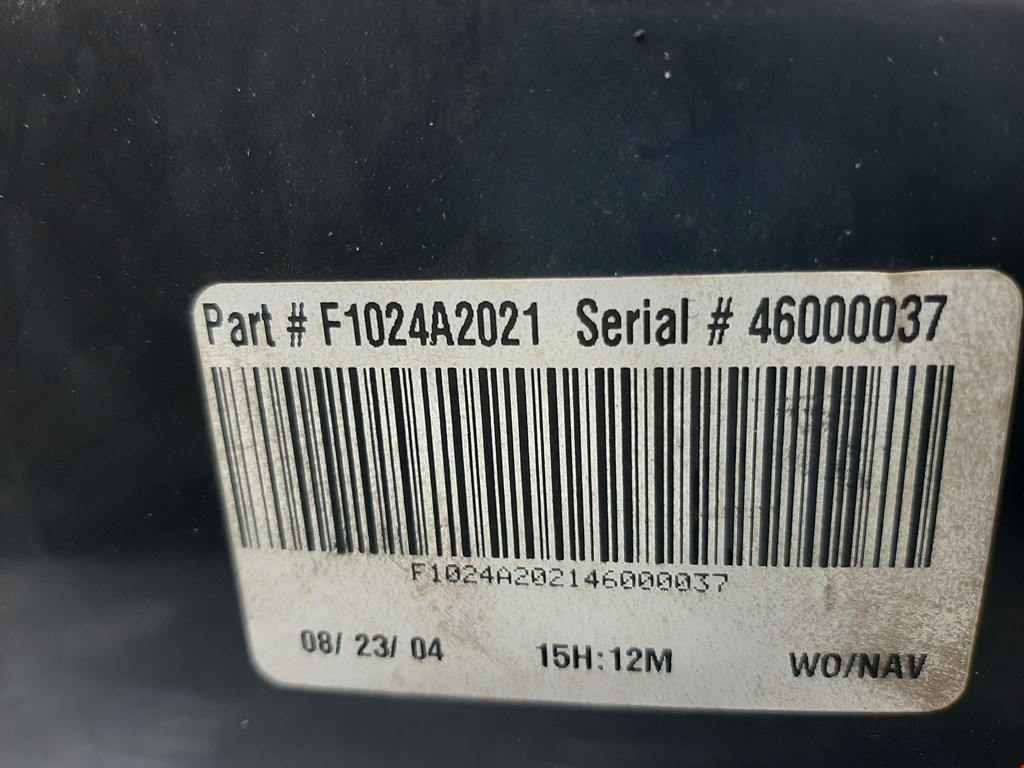 Part # F1024A2021 Serial # 46000037
F1024A202146000037
08/ 23/ 04 15H:12M WO/NAV